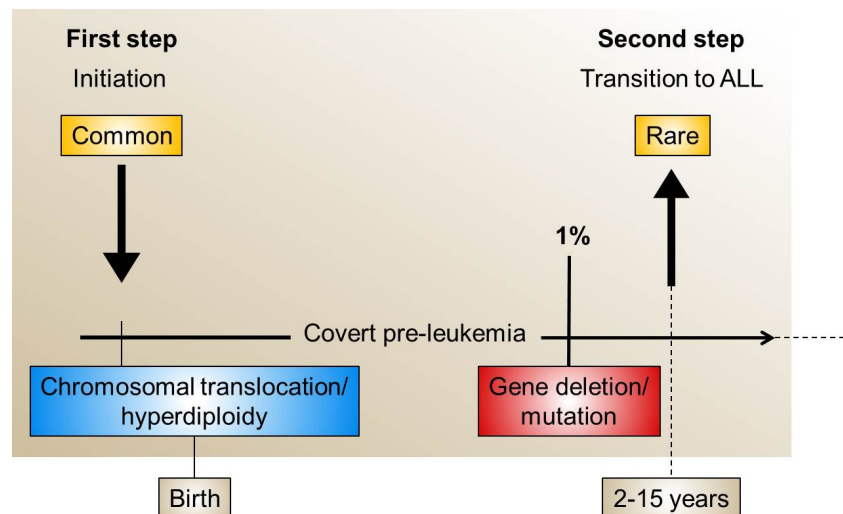 First step
Initiation
Common
Second step
Transition to ALL
Rare
1%
Covert pre-leukemia
Chromosomal translocation/
hyperdiploidy
Gene deletion/
mutation
Birth
2-15 years